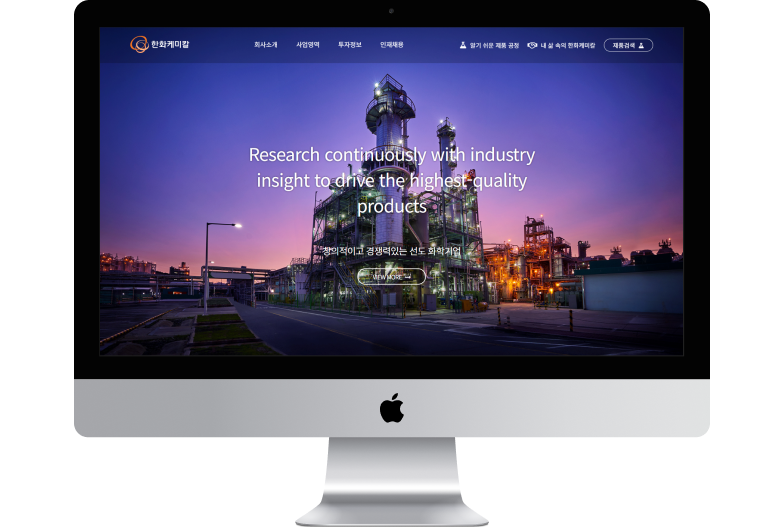 한화케미칼
회사소개 사업영역 투자정보 인재채용 알기 쉬운 제품 공정 내 삶 속의 한화케미칼 제품검색
Research continuously with industry
insight to drive the highest-quality
products
창의적이고 경쟁력있는 선도 화학기업
VIEW MORE